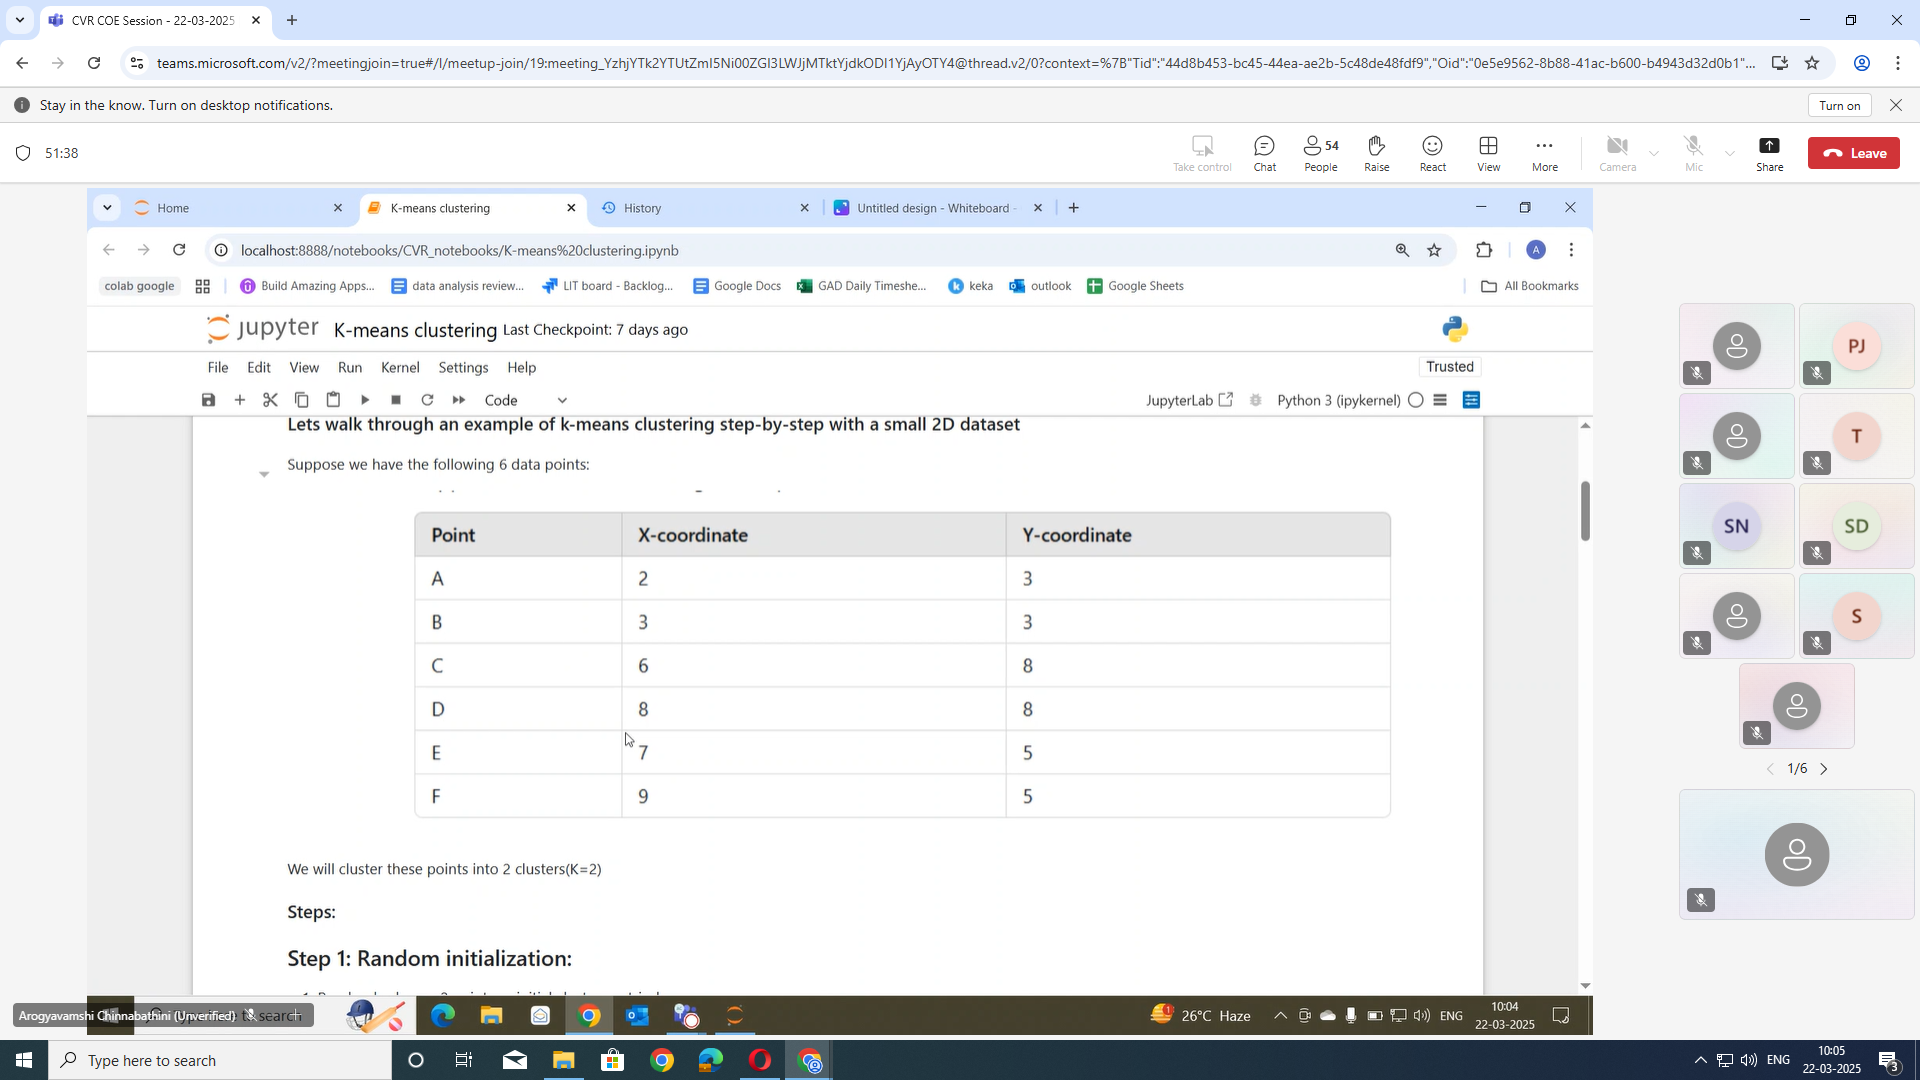 CVR COE Session - 22-03-2025
teams.microsoft.com/v2/?meetingjoin=true#/l/meetup-join/19:meeting_YzhjYTk2YTUtZmI5Ni00ZGI3LWJjMTktYjdkODI1YjAyOTY4@thread.v2/0?context=%7B"Tid":"44d8b453-bc45-44ea-ae2b-5c48de48fdf9","Oid":"0e5e9562-8b88-41ac-b600-b4943d32d0b1"...
Stay in the know. Turn on desktop notifications.
Turn on
51:38
Take control
Chat
54
People
Raise
React
View
More
Camera
Mic
Share
Leave
Home
K-means clustering
History
Untitled design - Whiteboard -
localhost:8888/notebooks/CVR_notebooks/K-means%20clustering.ipynb
A
colab google
Build Amazing Apps...
data analysis review...
LIT board - Backlog...
Google Docs
GAD Daily Timeshe...
keka
outlook
Google Sheets
All Bookmarks
jupyter K-means clustering Last Checkpoint: 7 days ago
File Edit View Run Kernel Settings Help
Trusted
Code
JupyterLab
Python 3 (ipykernel)
Lets walk through an example of k-means clustering step-by-step with a small 2D dataset
Suppose we have the following 6 data points:
Point X-coordinate Y-coordinate
A 2 3
B 3 3
C 6 8
D 8 8
E 7 5
F 9 5
We will cluster these points into 2 clusters(K=2)
Steps:
Step 1: Random initialization:
PJ
T
SN
SD
S
1/6
Arogyavamshi Chinnabathini (Unverified)
search
26°C Haze
ENG
10:04
22-03-2025
Type here to search
ENG
10:05
22-03-2025
3